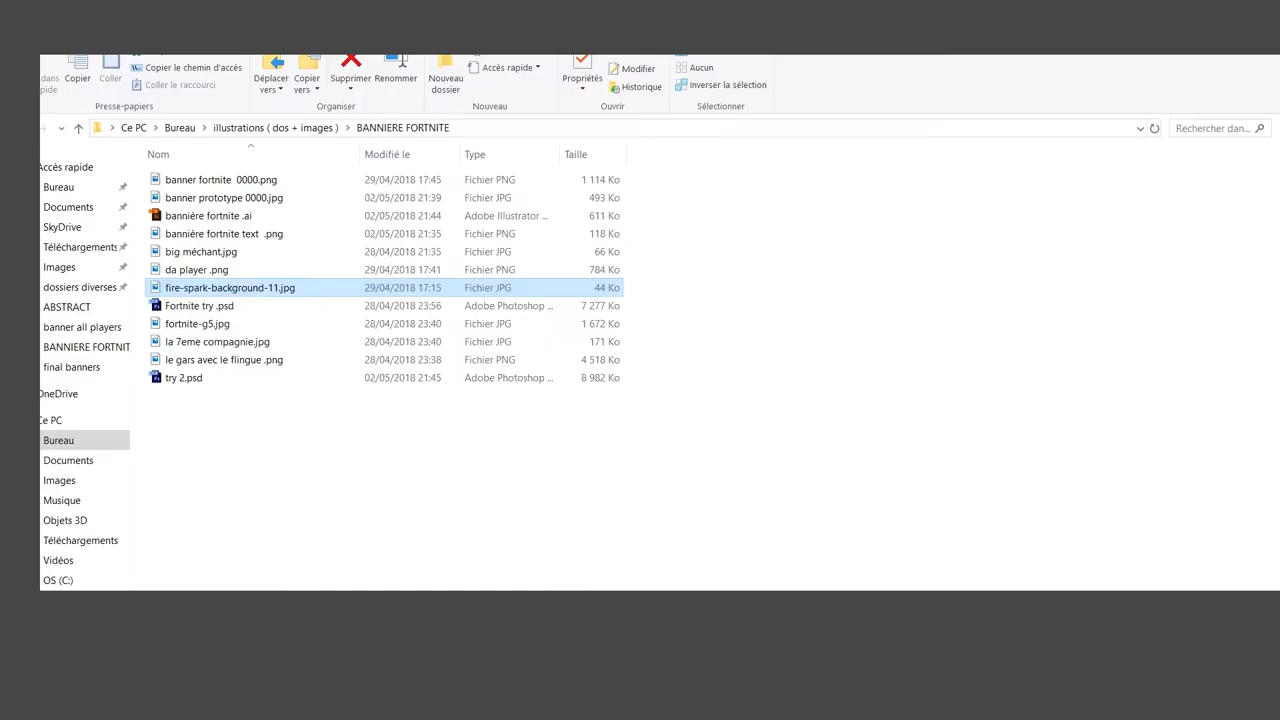 dans
Copier Coller
pide
Copier le chemin d'accès
Coller le raccourci
Presse-papiers
Déplacer vers
Copier vers
Supprimer Renommer
Organiser
Nouveau dossier
Accès rapide
Nouveau
Propriétés
Modifier
Historique
Ouvrir
Aucun
Inverser la sélection
Sélectionner
Ce PC > Bureau > illustrations ( dos + images ) > BANNIERE FORTNITE
Rechercher dan...
Accès rapide
Bureau
Documents
SkyDrive
Téléchargements
Images
dossiers diverses
ABSTRACT
banner all players
BANNIERE FORTNIT
final banners
OneDrive
Ce PC
Bureau
Documents
Images
Musique
Objets 3D
Téléchargements
Vidéos
OS (C:)
Nom Modifié le Type Taille
banner fortnite 0000.png 29/04/2018 17:45 Fichier PNG 1 114 Ko
banner prototype 0000.jpg 02/05/2018 21:39 Fichier JPG 493 Ko
bannière fortnite .ai 02/05/2018 21:44 Adobe Illustrator ... 611 Ko
bannière fortnite text .png 02/05/2018 21:35 Fichier PNG 118 Ko
big méchant.jpg 28/04/2018 21:35 Fichier JPG 66 Ko
da player .png 29/04/2018 17:41 Fichier PNG 784 Ko
fire-spark-background-11.jpg 29/04/2018 17:15 Fichier JPG 44 Ko
Fortnite try .psd 28/04/2018 23:56 Adobe Photoshop ... 7 277 Ko
fortnite-g5.jpg 28/04/2018 23:40 Fichier JPG 1 672 Ko
la 7eme compagnie.jpg 28/04/2018 23:40 Fichier JPG 171 Ko
le gars avec le flingue .png 28/04/2018 23:38 Fichier PNG 4 518 Ko
try 2.psd 02/05/2018 21:45 Adobe Photoshop ... 8 982 Ko